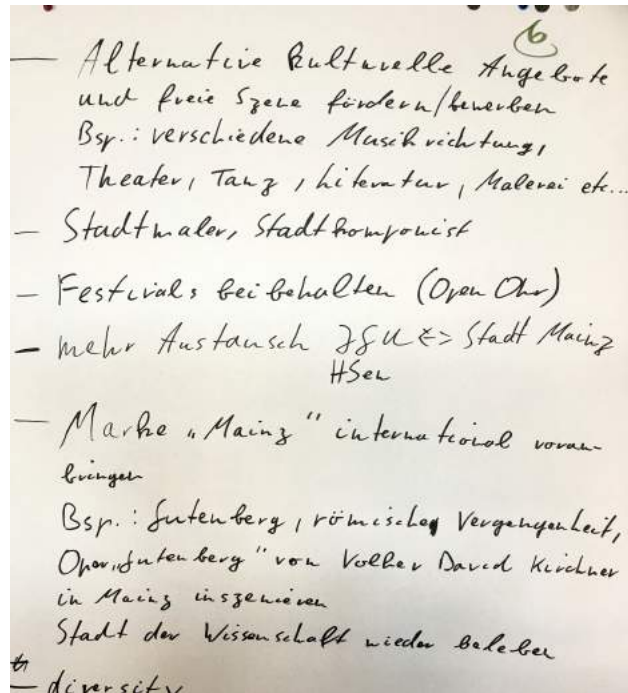 6
— Alternative kulturelle Angebote
und freie Szene fördern/bewerben
Bsp.: verschiedene Musikrichtung,
Theater, Tanz, Literatur, Malerei etc...
— Stadtmaler, Stadtkomponist
— Festivals beibehalten (Open Ohr)
— mehr Austausch JGU <-> Stadt Mainz
HSen
— Marke „Mainz" international voran-
bringen
Bsp.: Gutenberg, römische Vergangenheit,
Oper „Gutenberg" von Volker David Kirchner
in Mainz inszenieren
Stadt der Wissenschaft wieder beleben
— diversity